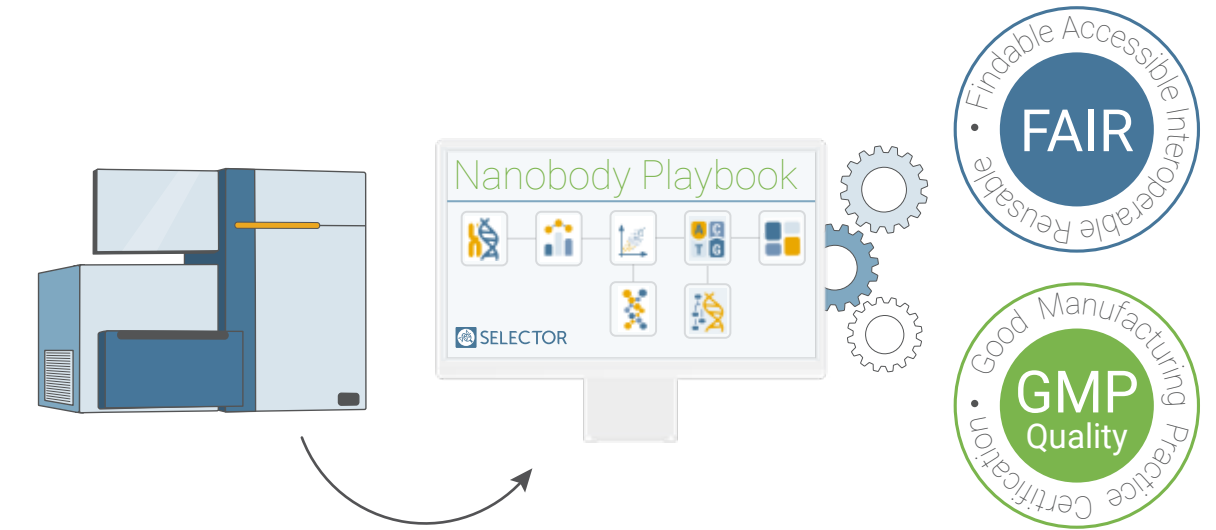 Nanobody Playbook
A C
T G
SELECTOR
• Findable Accessible Interoperable Reusable
FAIR
• Good Manufacturing Practice Certification
GMP
Quality